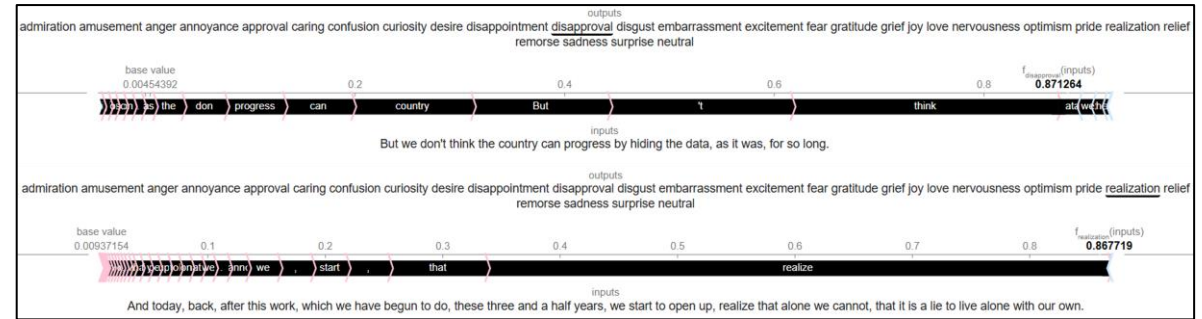 outputs
admiration amusement anger annoyance approval caring confusion curiosity desire disappointment disapproval disgust embarrassment excitement fear gratitude grief joy love nervousness optimism pride realization relief
remorse sadness surprise neutral
base value
f disapproval (inputs)
0.00454392 0.2 0.4 0.6 0.8 0.871264
as the don progress can country But 't think ata we he
inputs
But we don't think the country can progress by hiding the data, as it was, for so long.
outputs
admiration amusement anger annoyance approval caring confusion curiosity desire disappointment disapproval disgust embarrassment excitement fear gratitude grief joy love nervousness optimism pride realization relief
remorse sadness surprise neutral
base value
f realization (inputs)
0.00937154 0.1 0.2 0.3 0.4 0.5 0.6 0.7 0.8 0.867719
we , start , that realize
inputs
And today, back, after this work, which we have begun to do, these three and a half years, we start to open up, realize that alone we cannot, that it is a lie to live alone with our own.